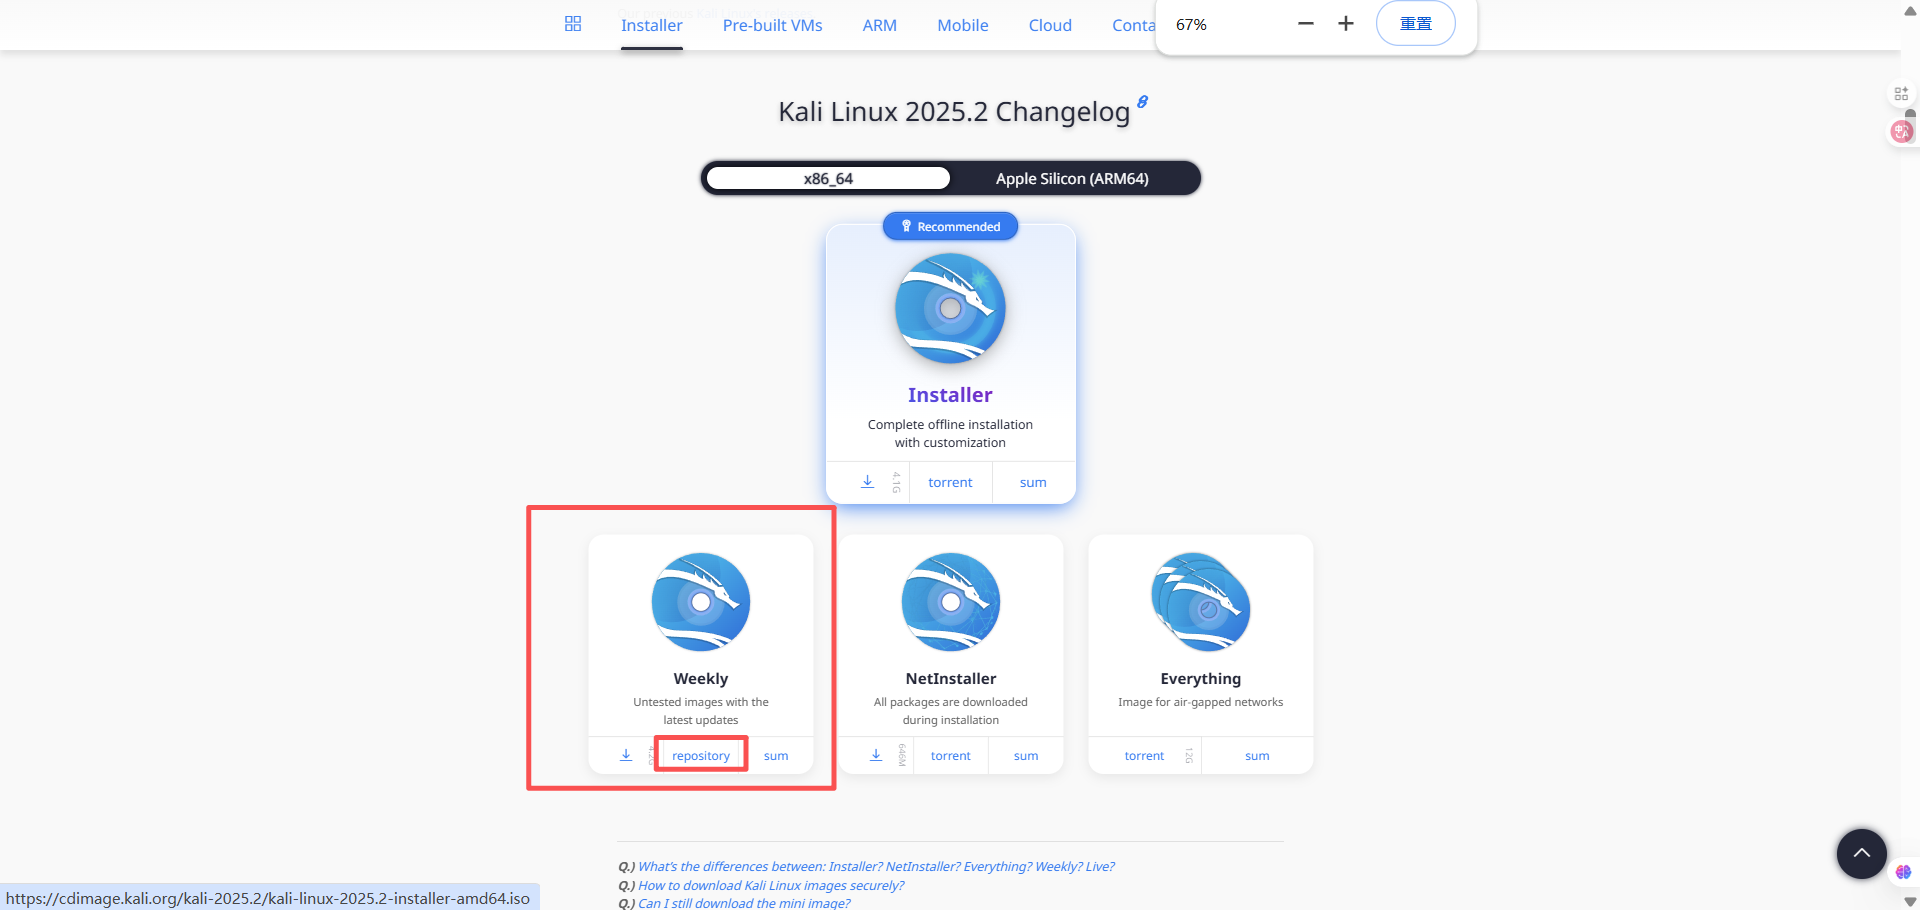 Installer
Pre-built VMs
ARM
Mobile
Cloud
Conta
67%
重置
Kali Linux 2025.2 Changelog
x86_64
Apple Silicon (ARM64)
Recommended
Installer
Complete offline installation
with customization
4.1G
torrent
sum
Weekly
Untested images with the
latest updates
4.2G
repository
sum
NetInstaller
All packages are downloaded
during installation
646M
torrent
sum
Everything
Image for air-gapped networks
torrent
12G
sum
Q.) What's the differences between: Installer? NetInstaller? Everything? Weekly? Live?
Q.) How to download Kali Linux images securely?
Q.) Can I still download the mini image?
https://cdimage.kali.org/kali-2025.2/kali-linux-2025.2-installer-amd64.iso